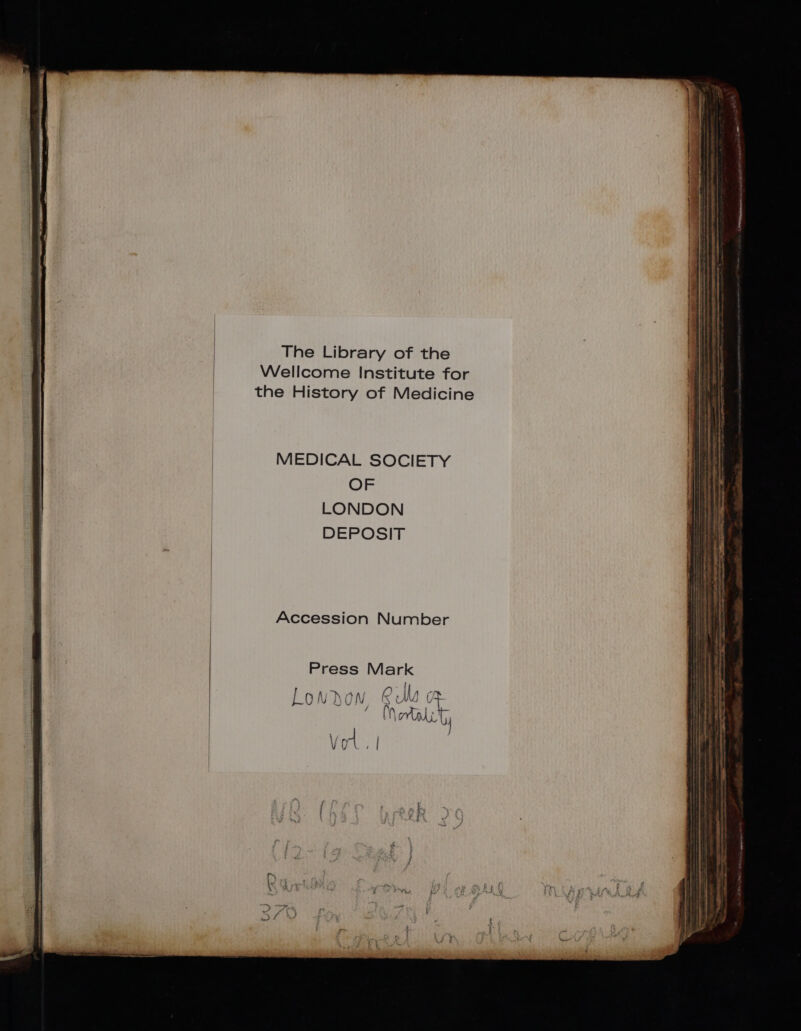 The Library of the
Wellcome Institute for
the History of Medicine
MEDICAL SOCIETY
OF
LONDON
DEPOSIT
Accession Number
Press Mark
LONDON, Bills of
Mortality
Vol. 1
NB 1665 week 39
(12-19 Sept)
Burials from plague misprinted
370 for
Correct in other copies